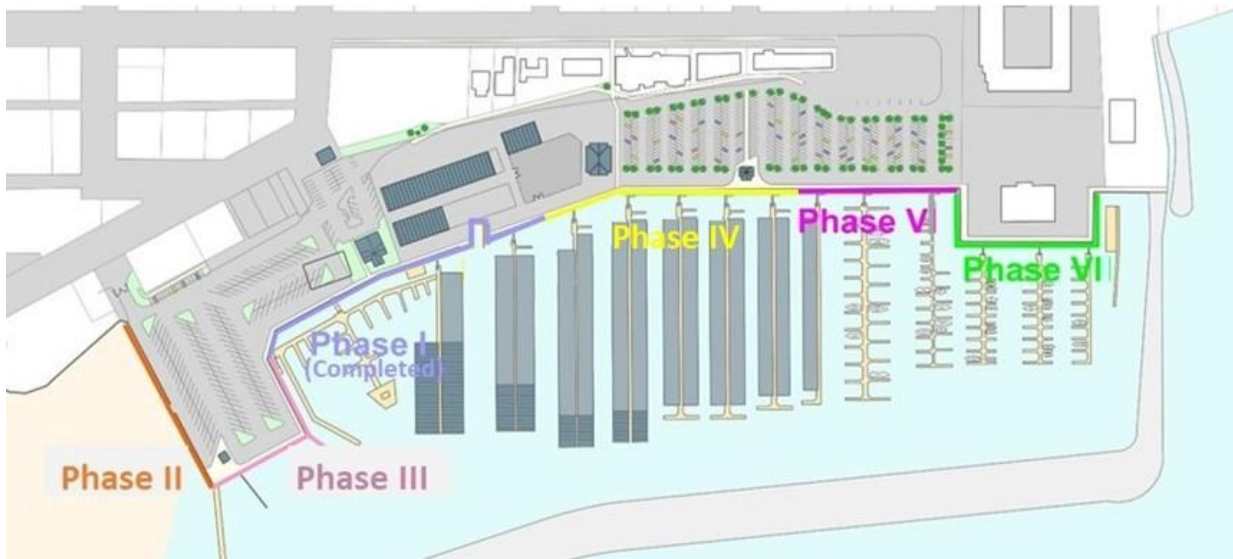 Phase V
Phase IV
Phase VI
Phase I
(Completed)
Phase II
Phase III